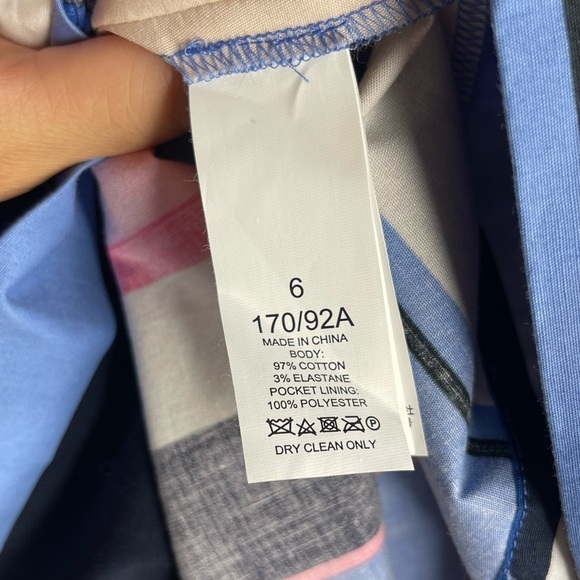 6
170/92A
MADE IN CHINA
BODY:
97% COTTON
3% ELASTANE
POCKET LINING:
100% POLYESTER
DRY CLEAN ONLY